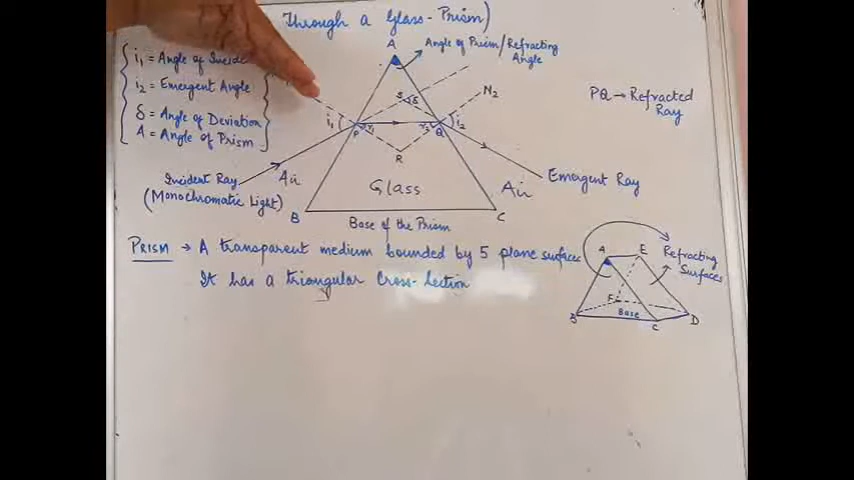 Through a Glass-Prism)
i₁ = Angle of
i₂ = Emergent Angle
δ = Angle of Deviation
A = Angle of Prism
A
Angle of Prism/Refracting
Angle
S δ
N₂
i₁
P r₁
r₂ Q
i₂
R
PQ → Refracted
Ray
Incident Ray
(Monochromatic Light)
Air
Glass
Air
Emergent Ray
B
C
Base of the Prism
PRISM → A transparent medium bounded by 5 plane surfaces
It has a triangular Cross-Section
A E
Refracting
Surfaces
F
Base
B
C
D